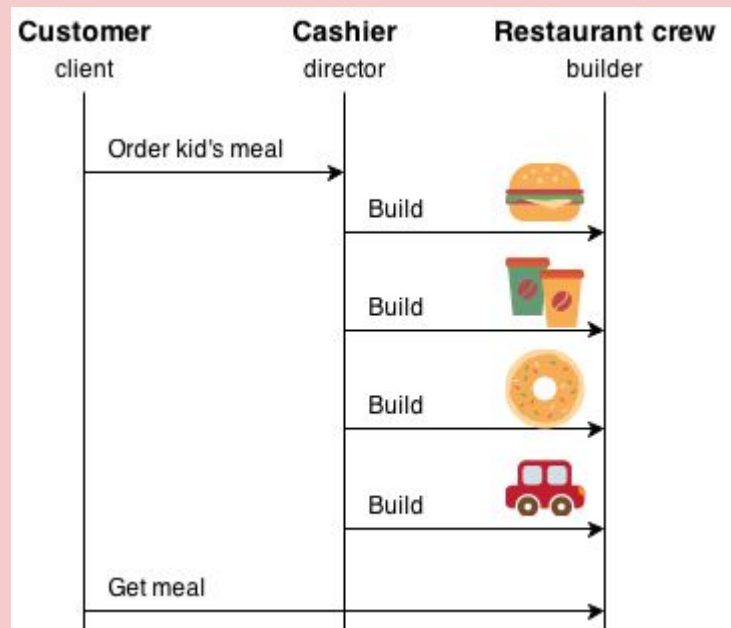 Customer Cashier Restaurant crew
client director builder
Order kid's meal
Build
Build
Build
Build
Get meal